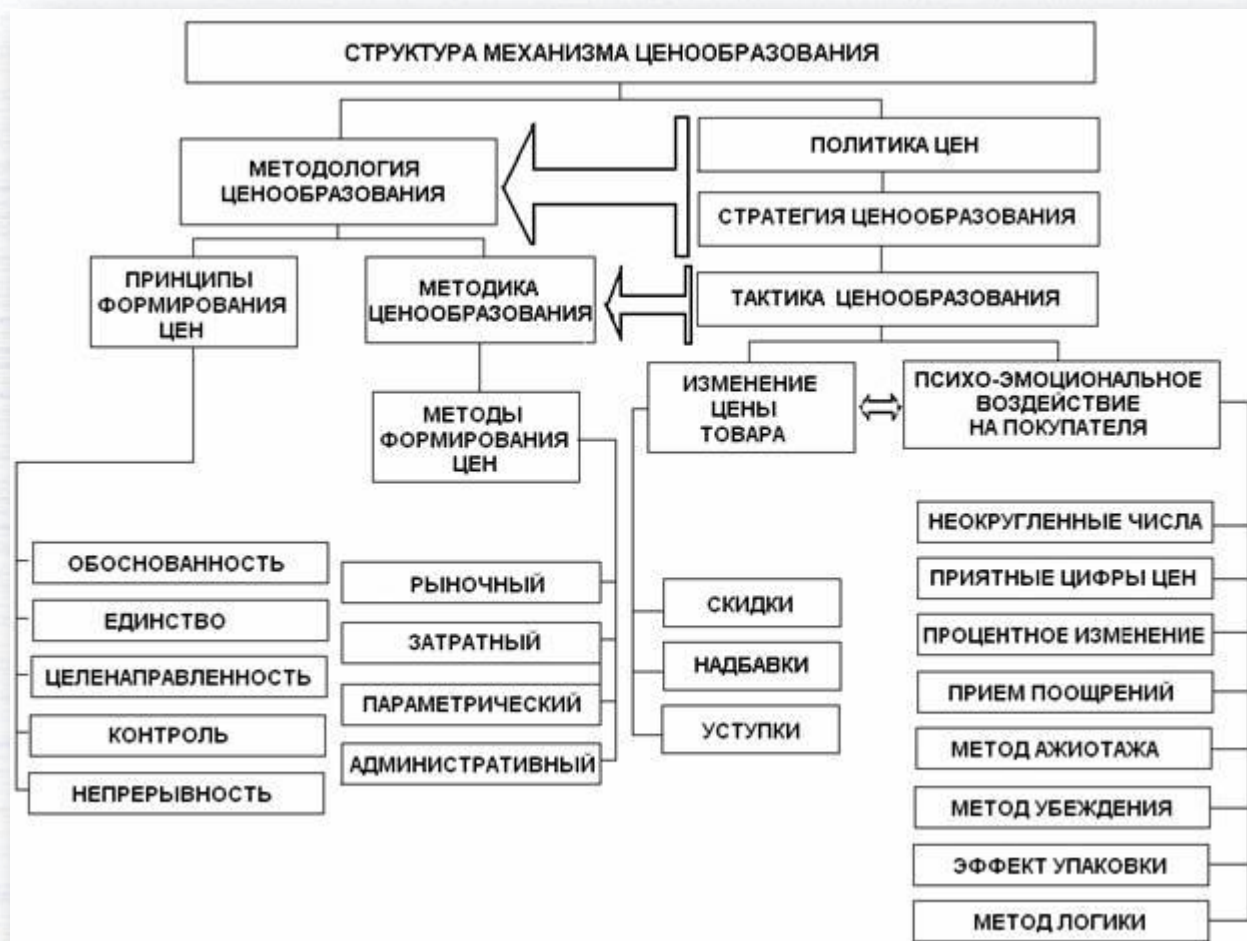 СТРУКТУРА МЕХАНИЗМА ЦЕНООБРАЗОВАНИЯ
МЕТОДОЛОГИЯ
ЦЕНООБРАЗОВАНИЯ
ПОЛИТИКА ЦЕН
СТРАТЕГИЯ ЦЕНООБРАЗОВАНИЯ
ПРИНЦИПЫ
ФОРМИРОВАНИЯ
ЦЕН
МЕТОДИКА
ЦЕНООБРАЗОВАНИЯ
ТАКТИКА ЦЕНООБРАЗОВАНИЯ
МЕТОДЫ
ФОРМИРОВАНИЯ
ЦЕН
ИЗМЕНЕНИЕ
ЦЕНЫ
ТОВАРА
ПСИХО-ЭМОЦИОНАЛЬНОЕ
ВОЗДЕЙСТВИЕ
НА ПОКУПАТЕЛЯ
ОБОСНОВАННОСТЬ
ЕДИНСТВО
ЦЕЛЕНАПРАВЛЕННОСТЬ
КОНТРОЛЬ
НЕПРЕРЫВНОСТЬ
РЫНОЧНЫЙ
ЗАТРАТНЫЙ
ПАРАМЕТРИЧЕСКИЙ
АДМИНИСТРАТИВНЫЙ
СКИДКИ
НАДБАВКИ
УСТУПКИ
НЕОКРУГЛЕННЫЕ ЧИСЛА
ПРИЯТНЫЕ ЦИФРЫ ЦЕН
ПРОЦЕНТНОЕ ИЗМЕНЕНИЕ
ПРИЕМ ПООЩРЕНИЙ
МЕТОД АЖИОТАЖА
МЕТОД УБЕЖДЕНИЯ
ЭФФЕКТ УПАКОВКИ
МЕТОД ЛОГИКИ